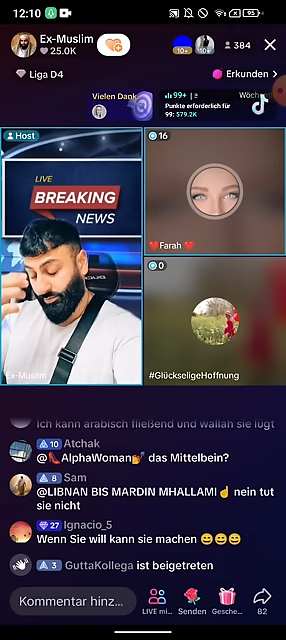 12:10
95
Ex-Muslim
25.0K
10+
10+
384
Liga D4
Erkunden >
Vielen Dank
99+
Punkte erforderlich für
99: 579.2K
Host
16
LIVE
BREAKING
NEWS
Ex-Muslim
❤️Farah ❤️
0
#GlückseligeHoffnung
Ich kann arabisch fließend und wallah sie lügt
10 Atchak
@👠AlphaWoman💅 das Mittelbein?
8 Sam
@LIBNAN BIS MARDIN MHALLAMI☝ nein tut
sie nicht
27 Ignacio_5
Wenn Sie will kann sie machen 😄😄😄
3 GuttaKollega ist beigetreten
Kommentar hinz...
LIVE mi...
Senden
Gesche...
82